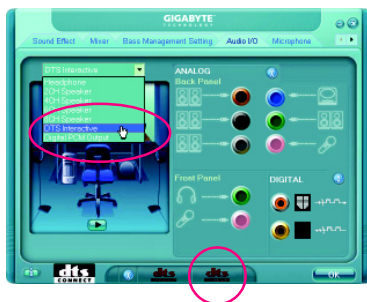 GIGABYTE
TECHNOLOGY
Sound Effect Mixer Bass Management Setting Audio I/O Microphone
DTS Interactive
Headphone
2CH Speaker
4CH Speaker
6CH Speaker
8CH Speaker
DTS Interactive
Digital PCM Output
ANALOG
Back Panel
Front Panel
DIGITAL
dts
CONNECT
dts
dts
OK